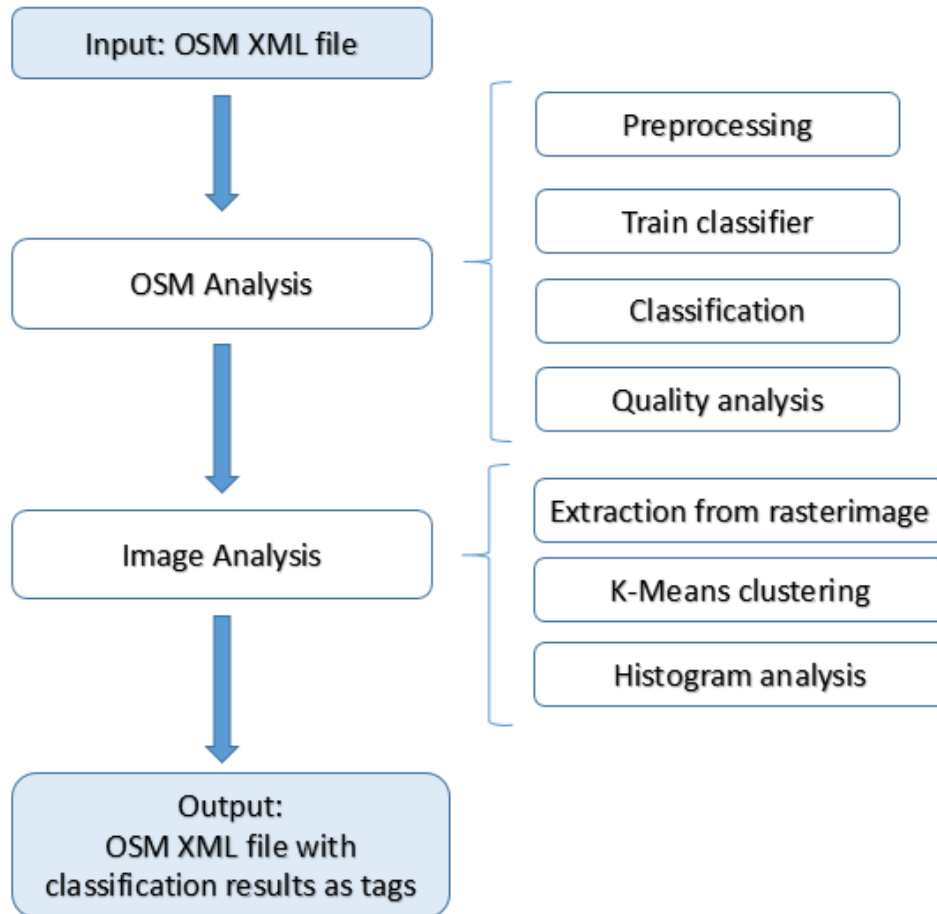 Input: OSM XML file
Preprocessing
Train classifier
OSM Analysis
Classification
Quality analysis
Extraction from rasterimage
Image Analysis
K-Means clustering
Histogram analysis
Output:
OSM XML file with
classification results as tags